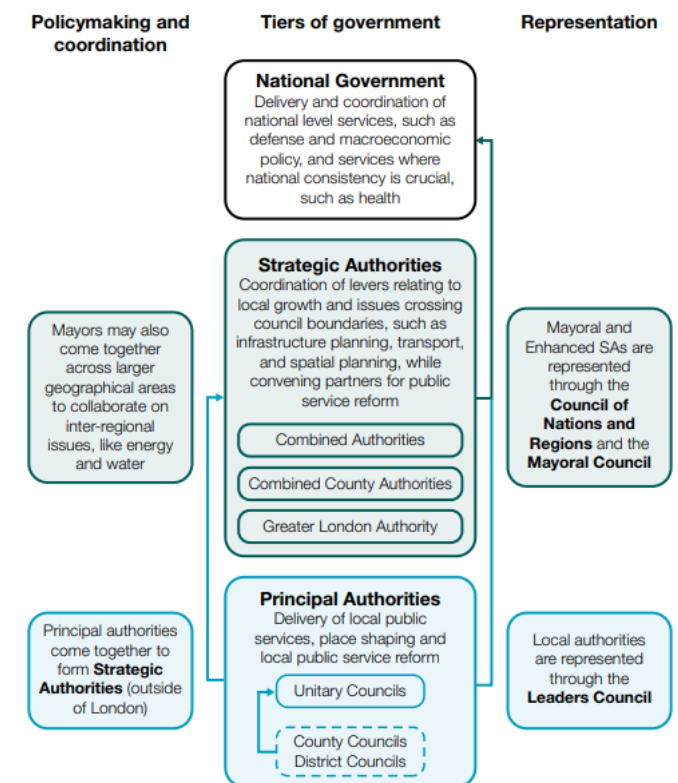 Policymaking and
coordination
Tiers of government
Representation
National Government
Delivery and coordination of
national level services, such as
defense and macroeconomic
policy, and services where
national consistency is crucial,
such as health
Strategic Authorities
Coordination of levers relating to
local growth and issues crossing
council boundaries, such as
infrastructure planning, transport,
and spatial planning, while
convening partners for public
service reform
Combined Authorities
Combined County Authorities
Greater London Authority
Mayors may also
come together
across larger
geographical areas
to collaborate on
inter-regional
issues, like energy
and water
Mayoral and
Enhanced SAs are
represented
through the
Council of
Nations and
Regions and the
Mayoral Council
Principal Authorities
Delivery of local public
services, place shaping and
local public service reform
Unitary Councils
County Councils
District Councils
Principal authorities
come together to
form Strategic
Authorities (outside
of London)
Local authorities
are represented
through the
Leaders Council